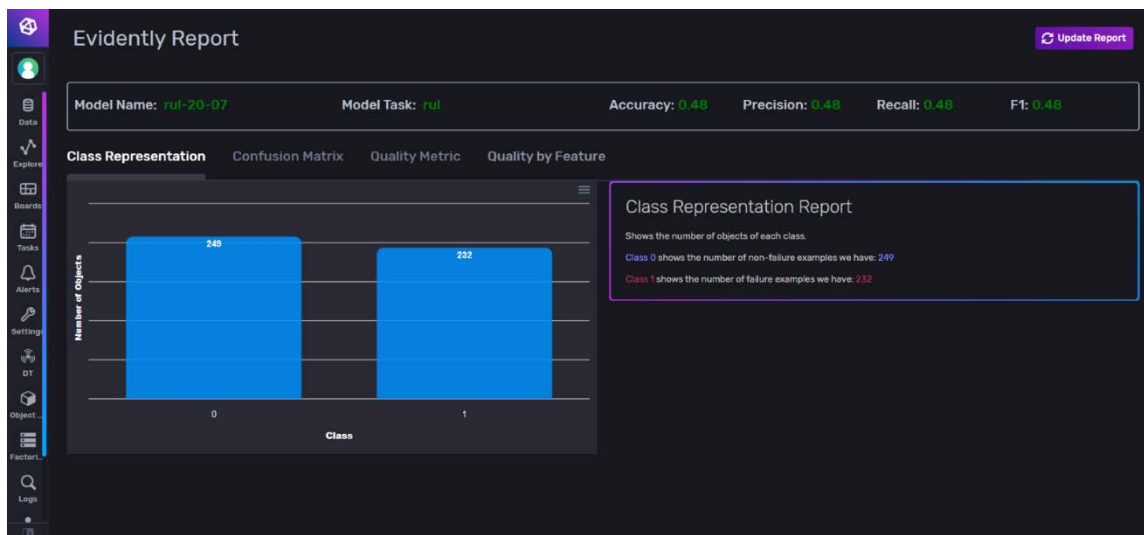 Evidently Report
Update Report
Model Name: rul-20-07 Model Task: rul Accuracy: 0.48 Precision: 0.48 Recall: 0.48 F1: 0.48
Class Representation Confusion Matrix Quality Metric Quality by Feature
Data
Explore
Boards
Tasks
Alerts
Settings
DT
Object ...
Factori...
Logs
Number of Objects
249
232
0
1
Class
Class Representation Report
Shows the number of objects of each class.
Class 0 shows the number of non-failure examples we have: 249
Class 1 shows the number of failure examples we have: 232